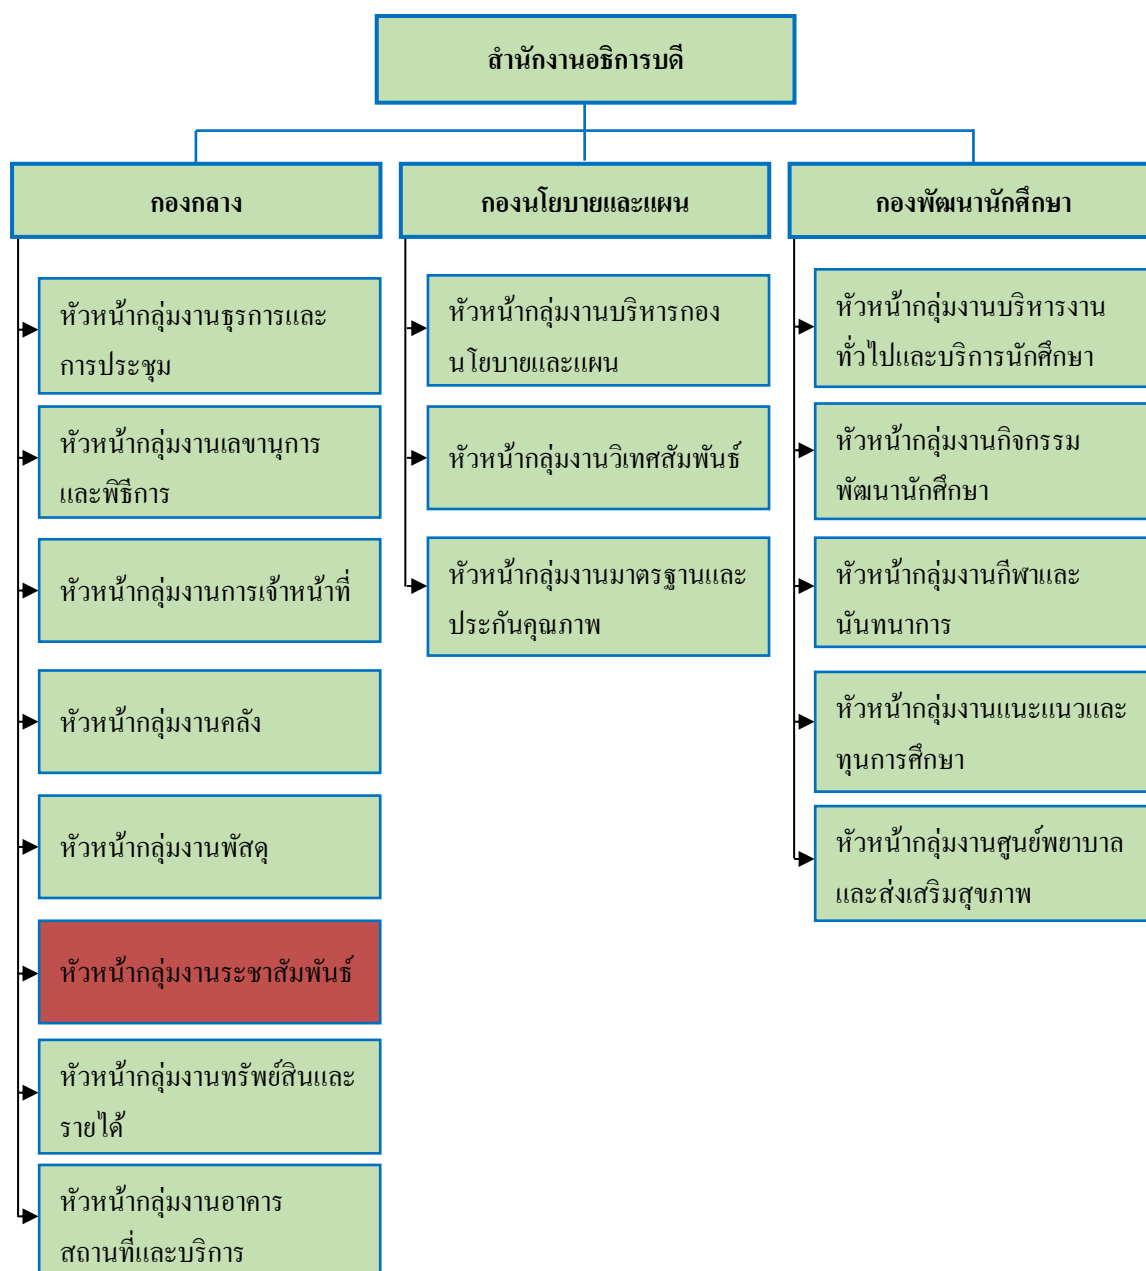 สำนักงานอธิการบดี
กองกลาง
หัวหน้ากลุ่มงานธุรการและ
การประชุม
หัวหน้ากลุ่มงานเลขานุการ
และพิธีการ
หัวหน้ากลุ่มงานการเจ้าหน้าที่
หัวหน้ากลุ่มงานคลัง
หัวหน้ากลุ่มงานพัสดุ
หัวหน้ากลุ่มงานระชาสัมพันธ์
หัวหน้ากลุ่มงานทรัพย์สินและ
รายได้
หัวหน้ากลุ่มงานอาคาร
สถานที่และบริการ
กองนโยบายและแผน
หัวหน้ากลุ่มงานบริหารกอง
นโยบายและแผน
หัวหน้ากลุ่มงานวิเทศสัมพันธ์
หัวหน้ากลุ่มงานมาตรฐานและ
ประกันคุณภาพ
กองพัฒนานักศึกษา
หัวหน้ากลุ่มงานบริหารงาน
ทั่วไปและบริการนักศึกษา
หัวหน้ากลุ่มงานกิจกรรม
พัฒนานักศึกษา
หัวหน้ากลุ่มงานกีฬาและ
นันทนาการ
หัวหน้ากลุ่มงานแนะแนวและ
ทุนการศึกษา
หัวหน้ากลุ่มงานศูนย์พยาบาล
และส่งเสริมสุขภาพ